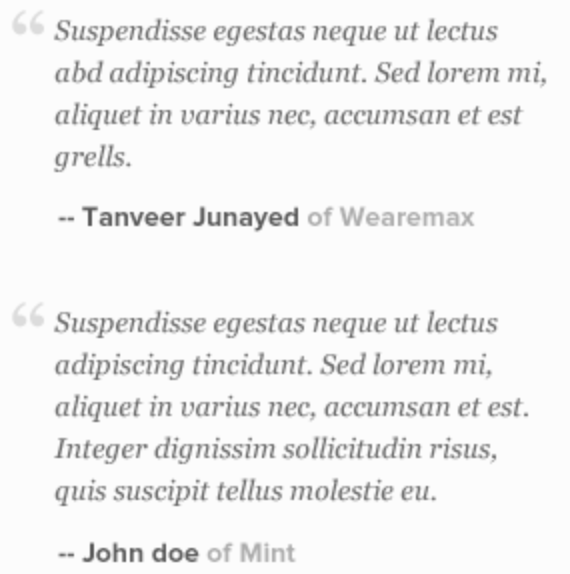 “ Suspendisse egestas neque ut lectus
abd adipiscing tincidunt. Sed lorem mi,
aliquet in varius nec, accumsan et est
grells.
-- Tanveer Junayed of Wearemax
“ Suspendisse egestas neque ut lectus
adipiscing tincidunt. Sed lorem mi,
aliquet in varius nec, accumsan et est.
Integer dignissim sollicitudin risus,
quis suscipit tellus molestie eu.
-- John doe of Mint